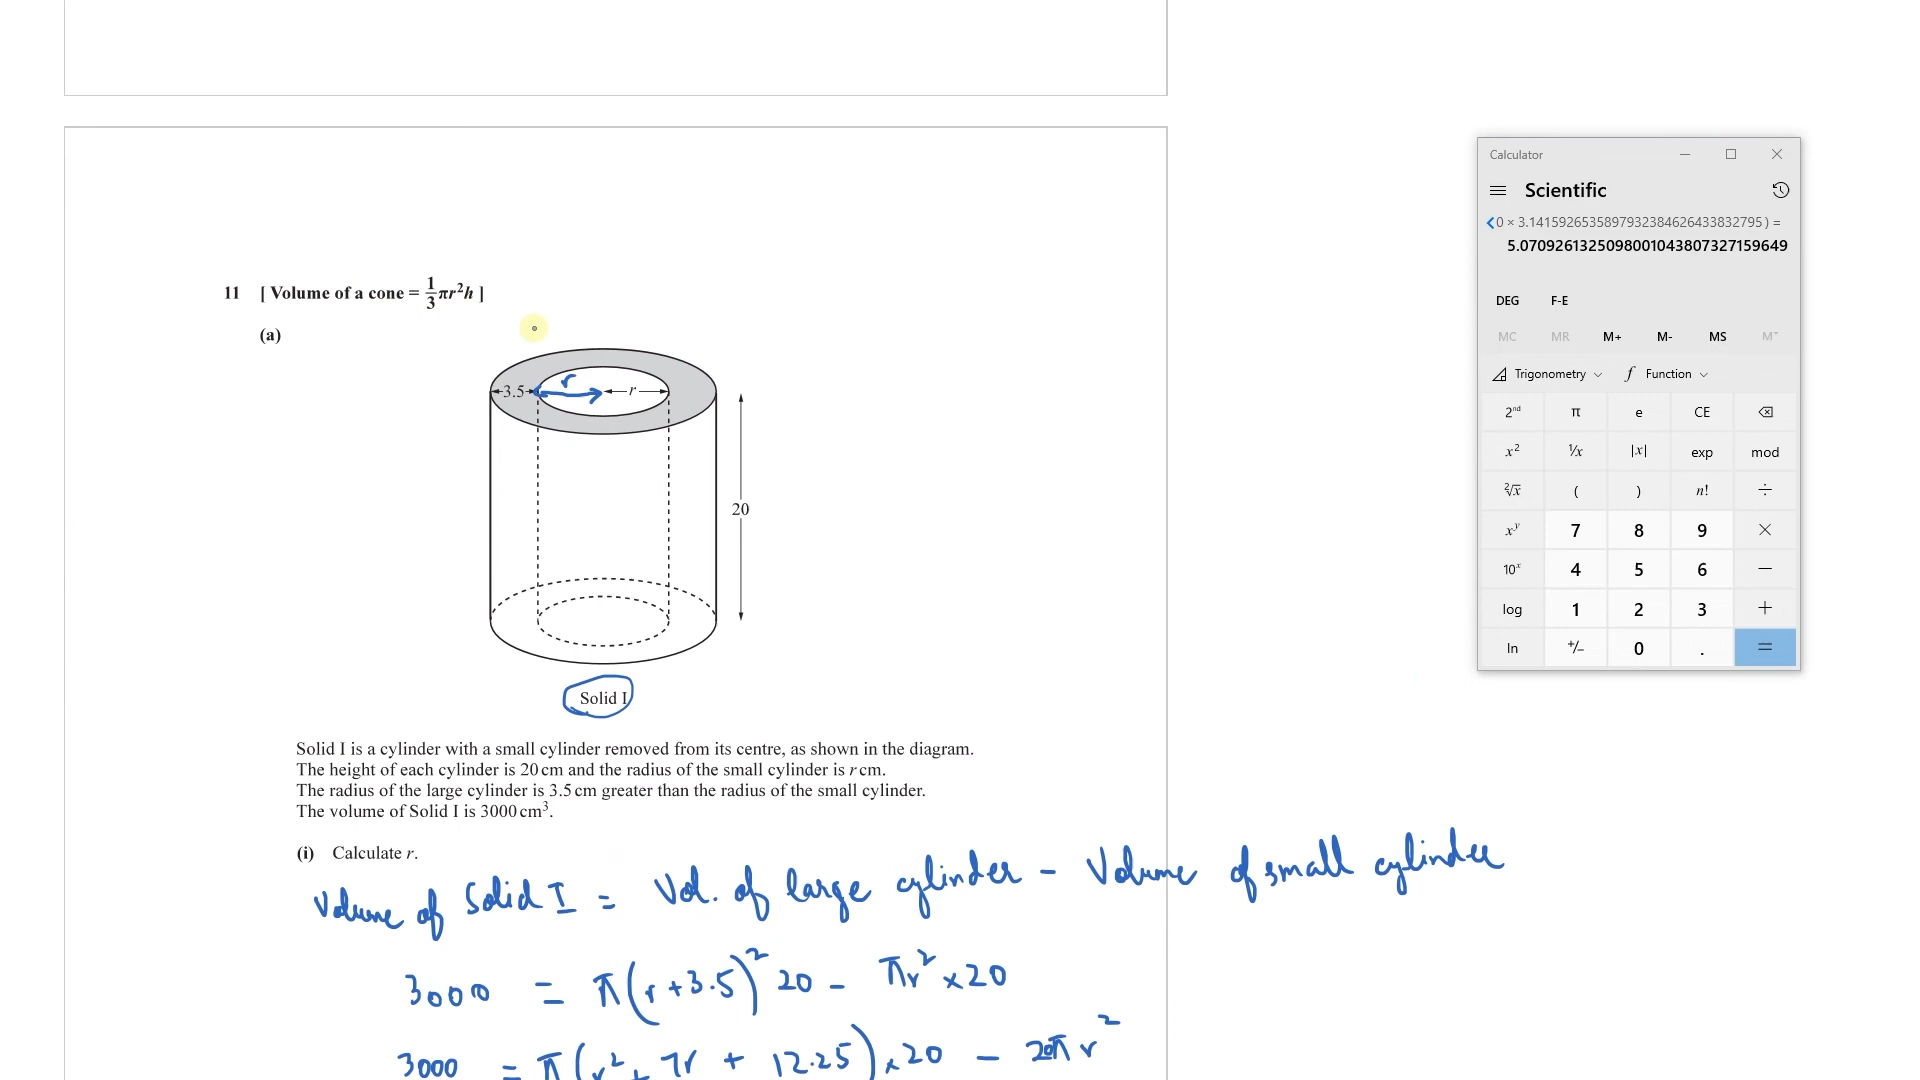 11 [ Volume of a cone = 1/3 πr²h ]
(a)
3.5 r r
20
Solid I
Solid I is a cylinder with a small cylinder removed from its centre, as shown in the diagram.
The height of each cylinder is 20 cm and the radius of the small cylinder is r cm.
The radius of the large cylinder is 3.5 cm greater than the radius of the small cylinder.
The volume of Solid I is 3000 cm³.
(i) Calculate r.
Volume of Solid I = Vol. of large cylinder - Volume of small cylinder
3000 = π(r+3.5)² 20 - πr² × 20
3000 = π(r² + 7r + 12.25) × 20 - 20πr²
Calculator
Scientific
0 × 3.1415926535897932384626433832795 ) =
5.0709261325098001043807327159649
DEG F-E
MC MR M+ M- MS M˅
Trigonometry f Function
2ⁿᵈ π e CE
x² ¹/x |x| exp mod
²√x ( ) n! ÷
xʸ 7 8 9 ×
10ˣ 4 5 6 −
log 1 2 3 +
ln +/− 0 . =